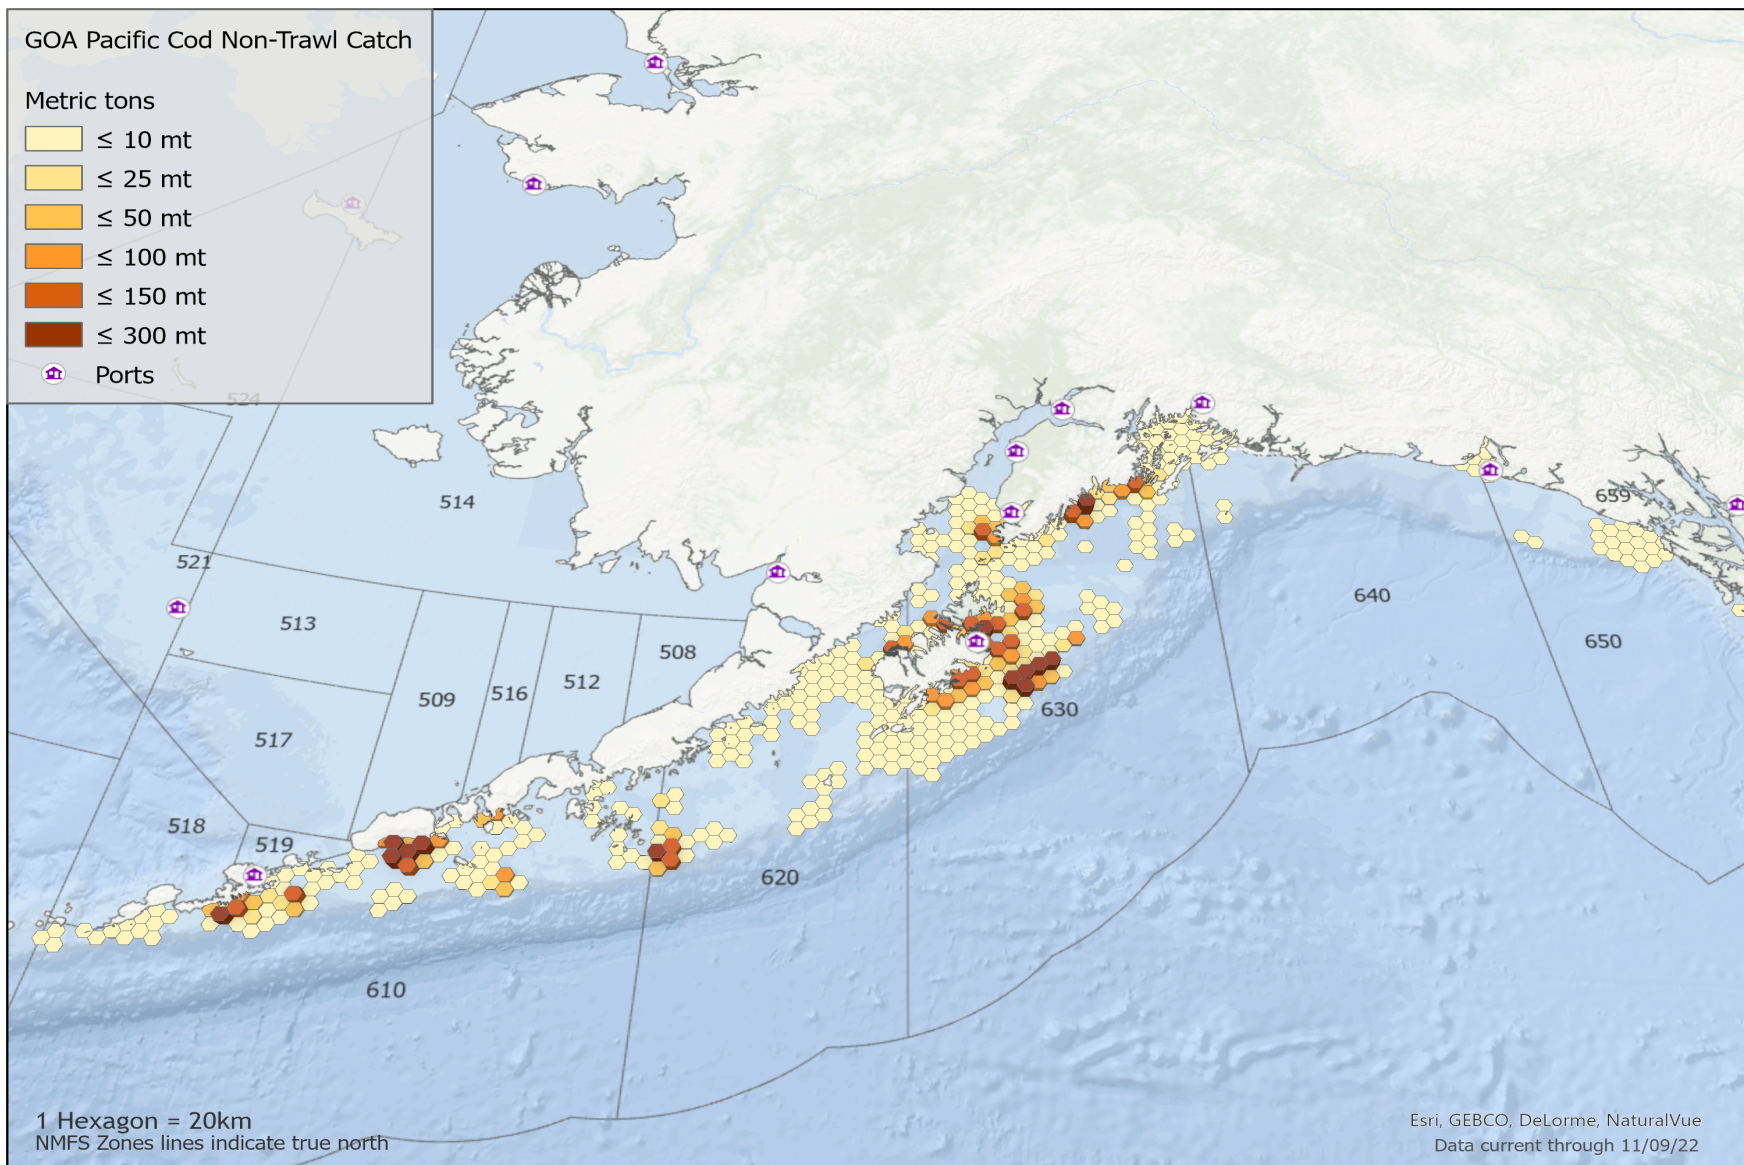 GOA Pacific Cod Non-Trawl Catch
Metric tons
≤ 10 mt
≤ 25 mt
≤ 50 mt
≤ 100 mt
≤ 150 mt
≤ 300 mt
Ports
524
514
659
521
513
640
508
650
512
516
509
630
517
518
519
620
610
1 Hexagon = 20km
NMFS Zones lines indicate true north
Esri, GEBCO, DeLorme, NaturalVue
Data current through 11/09/22